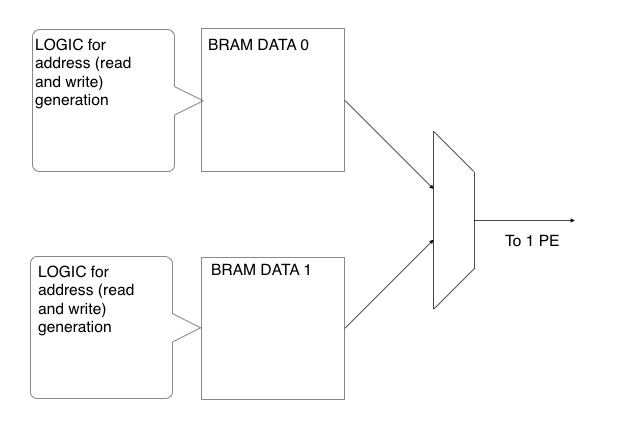 LOGIC for
address (read
and write)
generation
BRAM DATA 0
To 1 PE
LOGIC for
address (read
and write)
generation
BRAM DATA 1